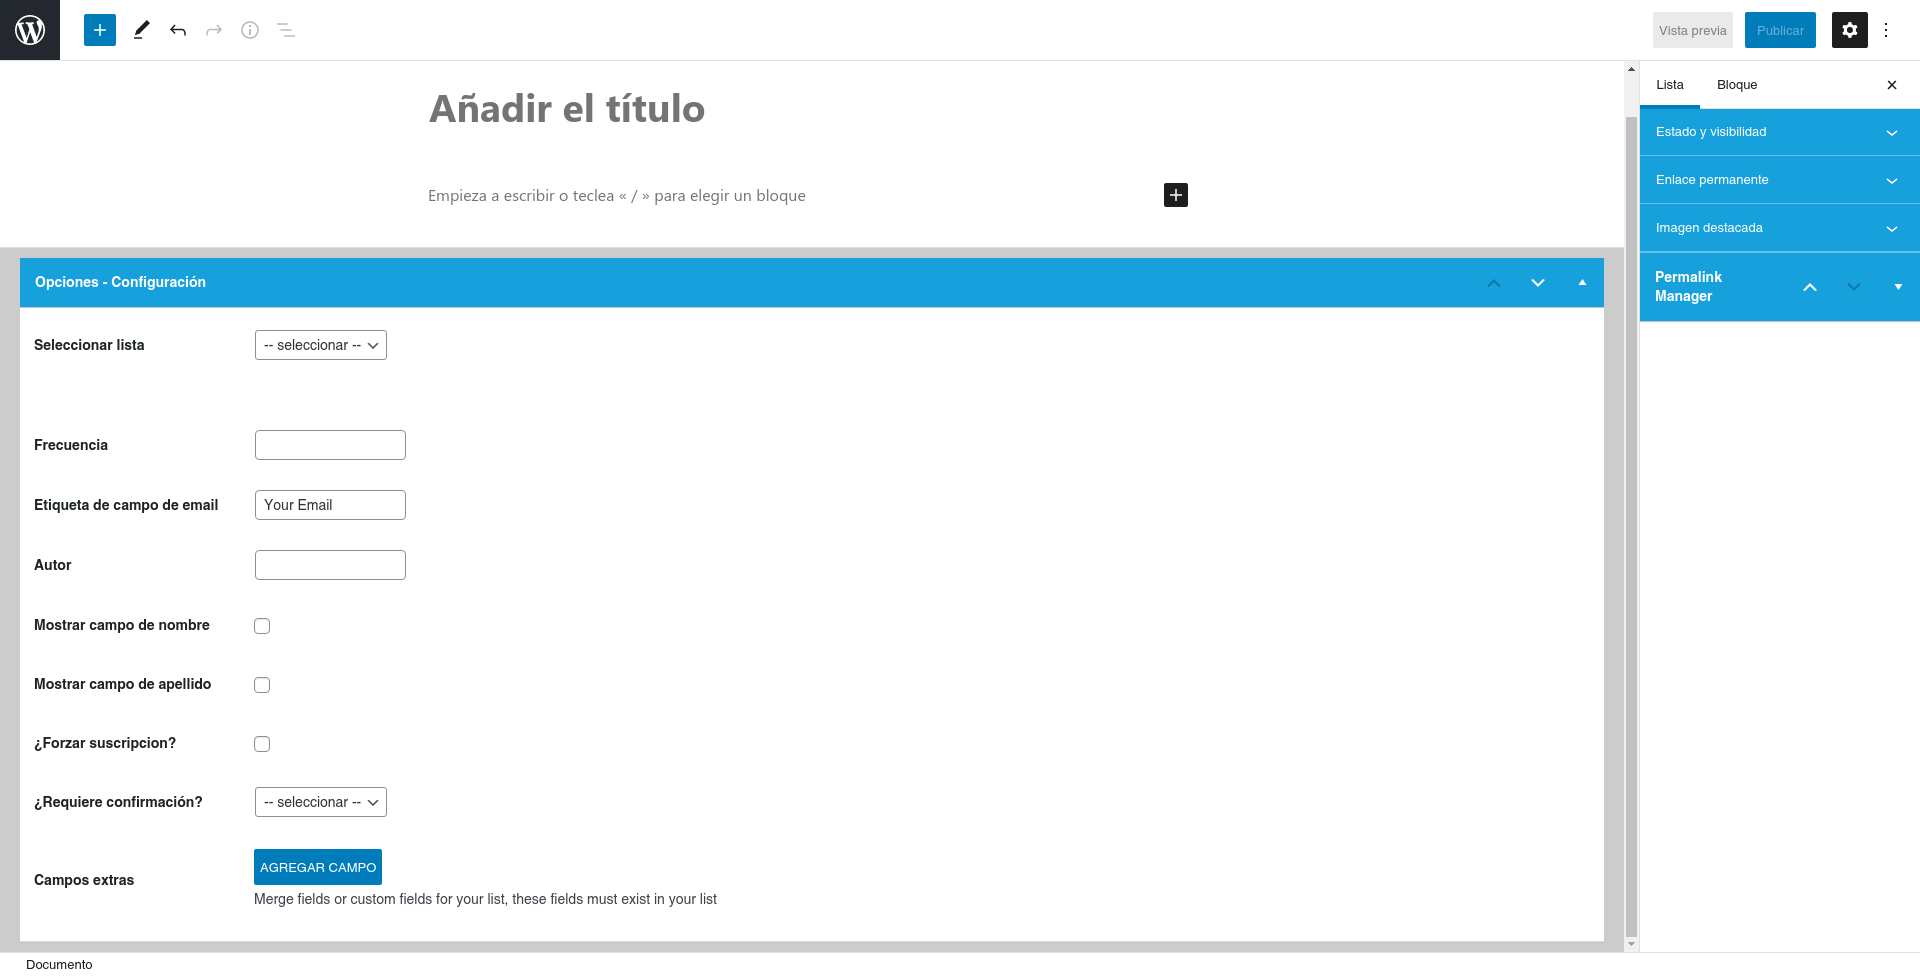 Vista previa
Publicar
Añadir el título
Empieza a escribir o teclea « / » para elegir un bloque
Opciones - Configuración
Seleccionar lista
-- seleccionar --
Frecuencia
Etiqueta de campo de email
Your Email
Autor
Mostrar campo de nombre
Mostrar campo de apellido
¿Forzar suscripcion?
¿Requiere confirmación?
-- seleccionar --
Campos extras
AGREGAR CAMPO
Merge fields or custom fields for your list, these fields must exist in your list
Documento
Lista
Bloque
Estado y visibilidad
Enlace permanente
Imagen destacada
Permalink
Manager